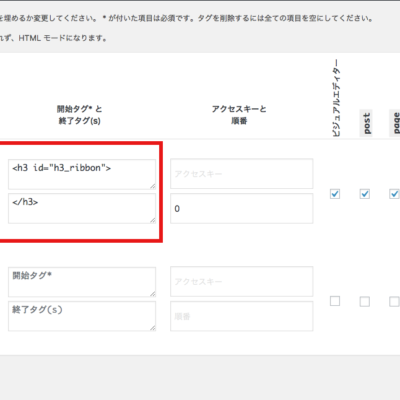 を埋めるか変更してください。 * が付いた項目は必須です。タグを削除するには全ての項目を空にしてください。
れず、HTML モードになります。
開始タグ* と
終了タグ(s)
アクセスキーと
順番
ビジュアルエディター
post
page
<h3 id="h3_ribbon">
アクセスキー
</h3>
0
開始タグ*
アクセスキー
終了タグ(s)
順番